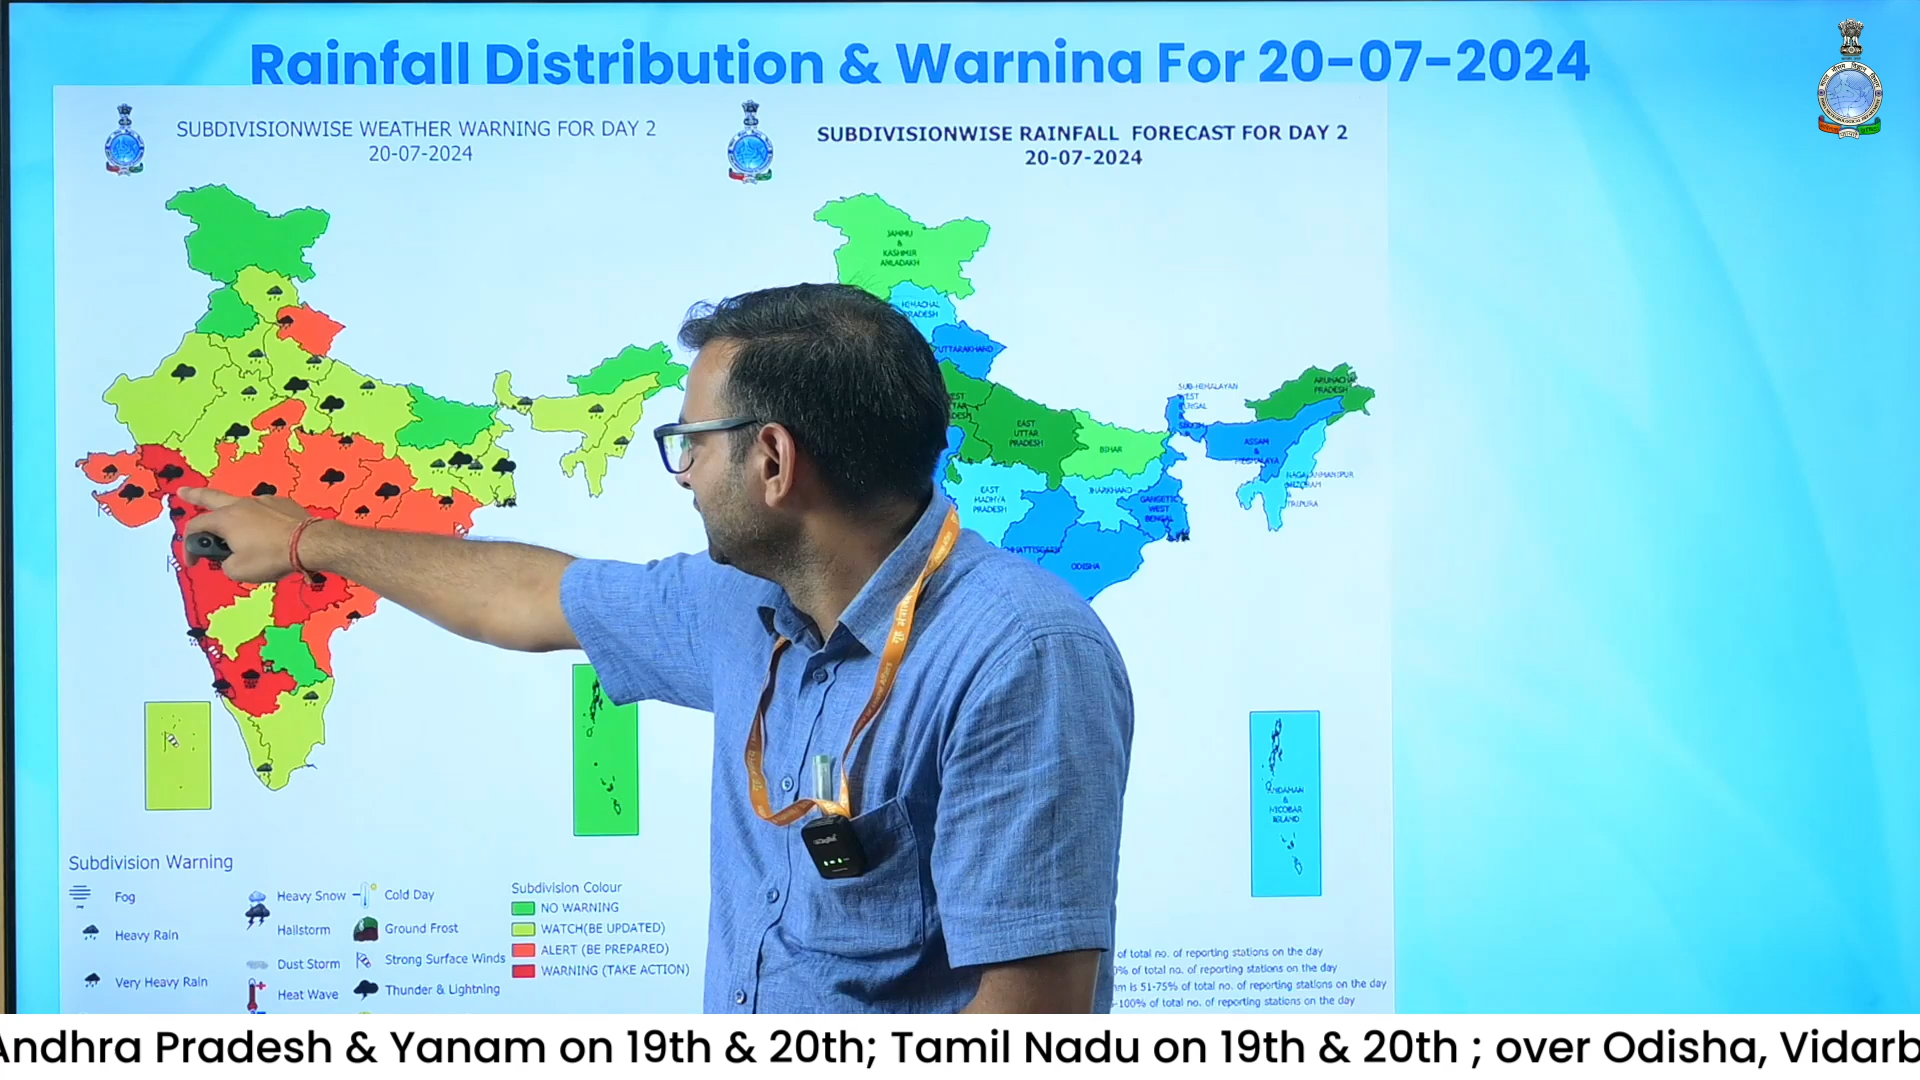 Rainfall Distribution & Warning For 20-07-2024
SUBDIVISIONWISE WEATHER WARNING FOR DAY 2
20-07-2024
SUBDIVISIONWISE RAINFALL FORECAST FOR DAY 2
20-07-2024
JAMMU
&
KASHMIR
HIMACHAL
PRADESH
UTTARAKHAND
EAST
UTTAR
PRADESH
BIHAR
SUB-HIMALAYAN
ARUNACHAL
PRADESH
ASSAM
&
MEGHALAYA
TRIPURA
EAST
MADHYA
PRADESH
JHARKHAND
GANGETIC
WEST
BENGAL
ODISHA
ANDAMAN
&
NICOBAR
ISLAND
Subdivision Warning
Fog
Heavy Rain
Very Heavy Rain
Heavy Snow
Hailstorm
Dust Storm
Heat Wave
Cold Day
Ground Frost
Strong Surface Winds
Thunder & Lightning
Subdivision Colour
NO WARNING
WATCH(BE UPDATED)
ALERT (BE PREPARED)
WARNING (TAKE ACTION)
of total no. of reporting stations on the day
% of total no. of reporting stations on the day
is 51-75% of total no. of reporting stations on the day
-100% of total no. of reporting stations on the day
Andhra Pradesh & Yanam on 19th & 20th; Tamil Nadu on 19th & 20th ; over Odisha, Vidarb